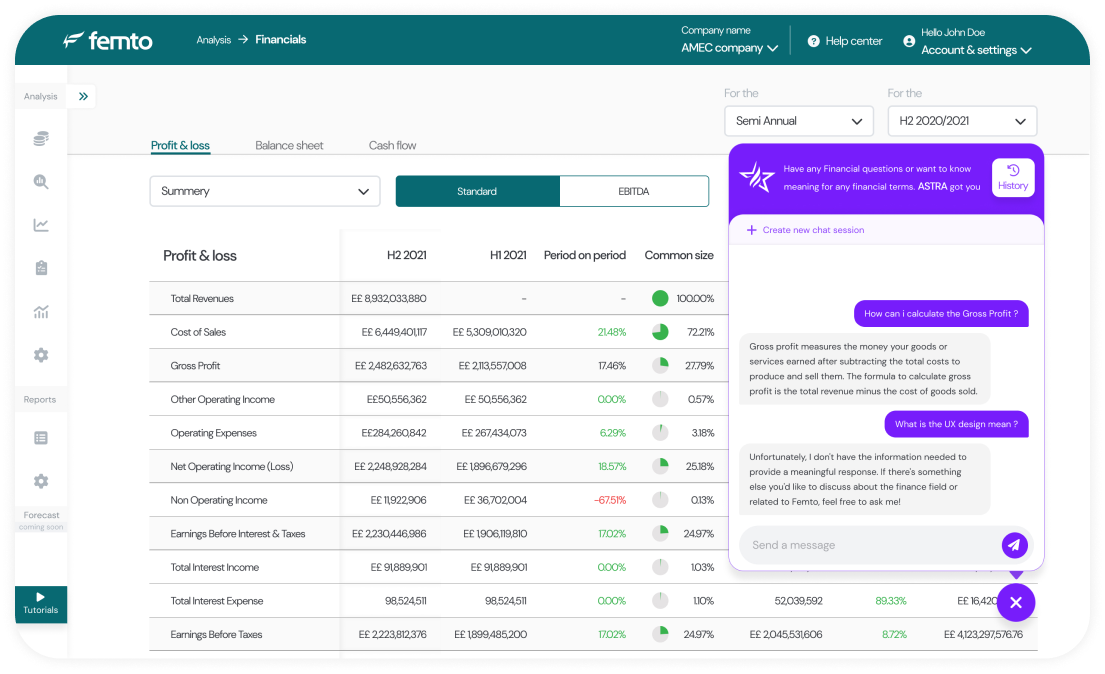 femto
Analysis → Financials
Company name
AMEC company
Help center
Hello John Doe
Account & settings
Analysis
Reports
Forecast
coming soon
Tutorials
For the
Semi Annual
For the
H2 2020/2021
Profit & loss Balance sheet Cash flow
Summery
Standard EBITDA
Profit & loss H2 2021 H1 2021 Period on period Common size
Total Revenues E£ 8,932,033,880 - - 100.00%
Cost of Sales E£ 6,449,401,117 E£ 5,309,010,320 21.48% 72.21%
Gross Profit E£ 2,482,632,763 E£ 2,113,557,008 17.46% 27.79%
Other Operating Income E£50,556,362 E£ 50,556,362 0.00% 0.57%
Operating Expenses E£284,260,842 E£ 267,434,073 6.29% 3.18%
Net Operating Income (Loss) E£ 2,248,928,284 E£ 1,896,679,296 18.57% 25.18%
Non Operating Income E£ 11,922,906 E£ 36,702,004 -67.51% 0.13%
Earnings Before Interest & Taxes E£ 2,230,446,986 E£ 1,906,119,810 17.02% 24.97%
Total Interest Income E£ 91,889,901 E£ 91,889,901 0.00% 1.03%
Total Interest Expense 98,524,511 98,524,511 0.00% 1.10% 52,039,592 89.33% E£ 16,420
Earnings Before Taxes E£ 2,223,812,376 E£ 1,899,485,200 17.02% 24.97% E£ 2,045,531,606 8.72% E£ 4,123,297,576.76
Have any Financial questions or want to know
meaning for any financial terms. ASTRA got you
History
Create new chat session
How can i calculate the Gross Profit ?
Gross profit measures the money your goods or
services earned after subtracting the total costs to
produce and sell them. The formula to calculate gross
profit is the total revenue minus the cost of goods sold.
What is the UX design mean ?
Unfortunately, I don't have the information needed to
provide a meaningful response. If there's something
else you'd like to discuss about the finance field or
related to Femto, feel free to ask me!
Send a message